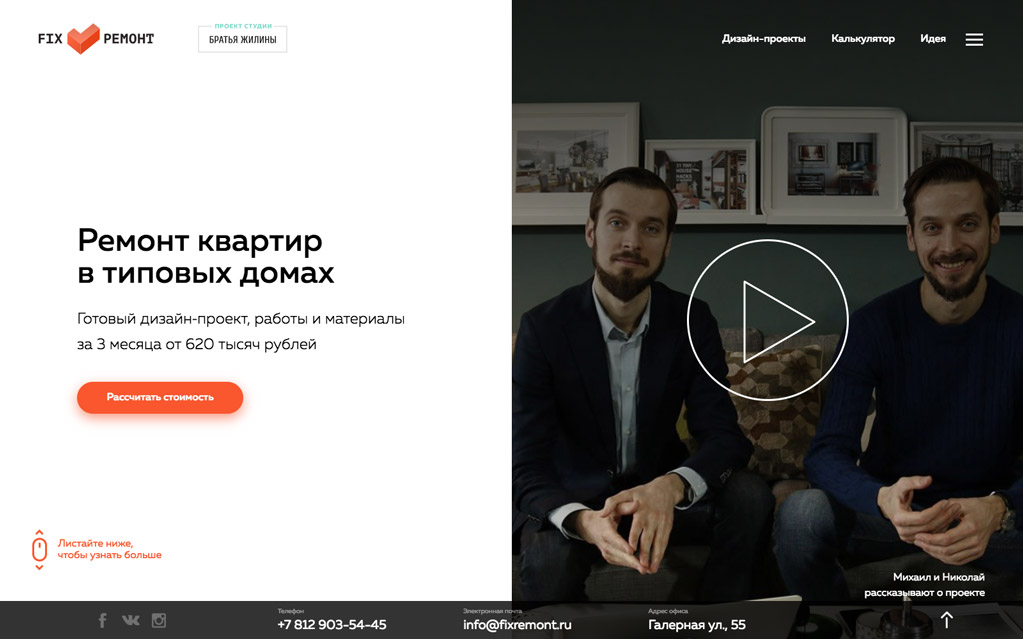 FIX РЕМОНТ
ПРОЕКТ СТУДИИ
БРАТЬЯ ЖИЛИНЫ
Дизайн-проекты
Калькулятор
Идея
Ремонт квартир
в типовых домах
Готовый дизайн-проект, работы и материалы
за 3 месяца от 620 тысяч рублей
Рассчитать стоимость
Листайте ниже,
чтобы узнать больше
Михаил и Николай
рассказывают о проекте
Телефон
+7 812 903-54-45
Электронная почта
info@fixremont.ru
Адрес офиса
Галерная ул., 55